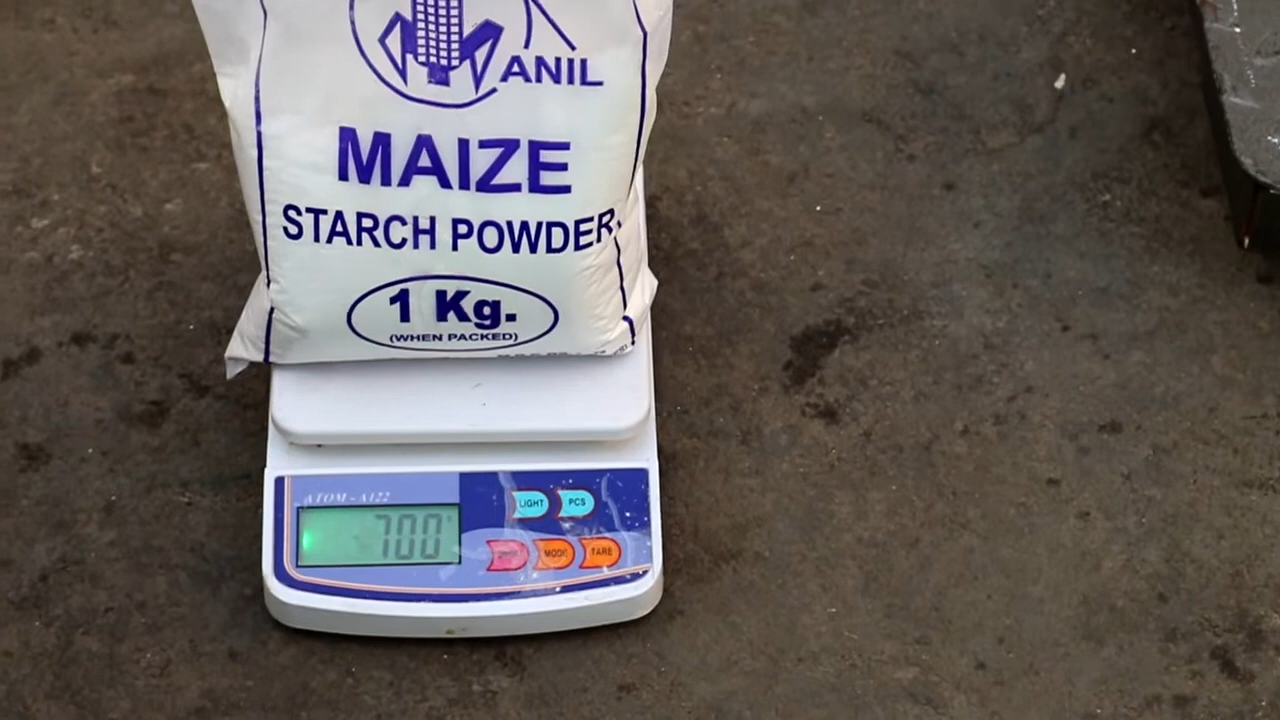 ANIL
MAIZE
STARCH POWDER
1 Kg.
(WHEN PACKED)
ATOM - A122
700
LIGHT
PCS
MODE
TARE